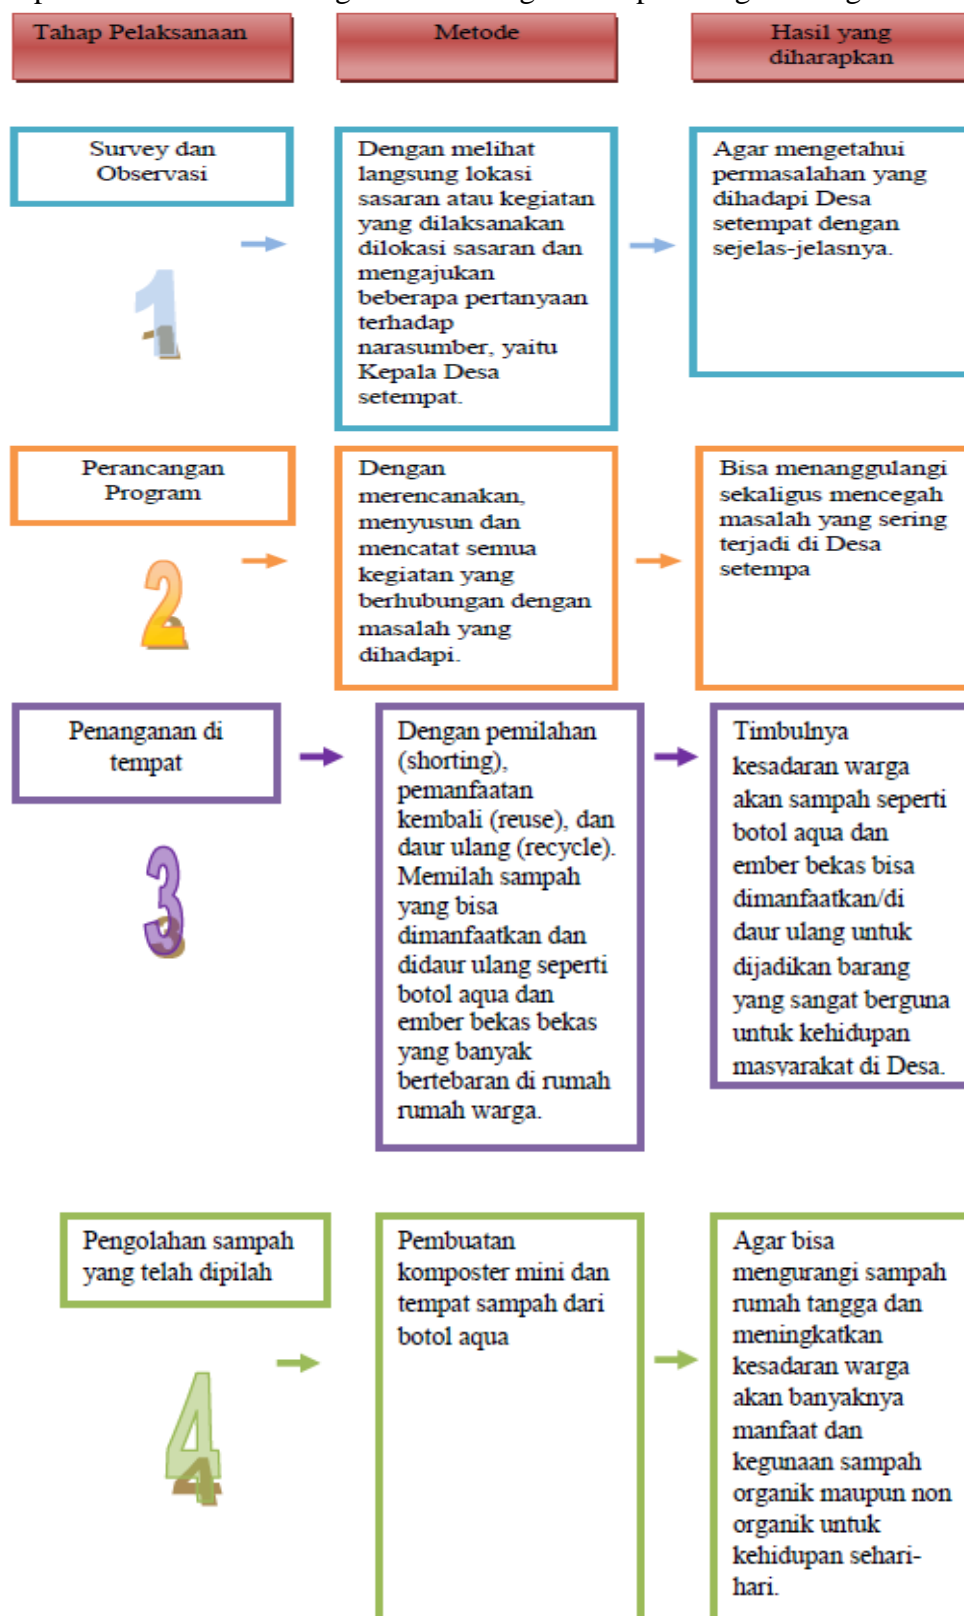 Tahap Pelaksanaan
Metode
Hasil yang
diharapkan
Survey dan
Observasi
Dengan melihat
langsung lokasi
sasaran atau kegiatan
yang dilaksanakan
dilokasi sasaran dan
mengajukan
beberapa pertanyaan
terhadap
narasumber, yaitu
Kepala Desa
setempat.
Agar mengetahui
permasalahan yang
dihadapi Desa
setempat dengan
sejelas-jelasnya.
1
Perancangan
Program
Dengan
merencanakan,
menyusun dan
mencatat semua
kegiatan yang
berhubungan dengan
masalah yang
dihadapi.
Bisa menanggulangi
sekaligus mencegah
masalah yang sering
terjadi di Desa
setempa
2
Penanganan di
tempat
Dengan pemilahan
(shorting),
pemanfaatan
kembali (reuse), dan
daur ulang (recycle).
Memilah sampah
yang bisa
dimanfaatkan dan
didaur ulang seperti
botol aqua dan
ember bekas bekas
yang banyak
bertebaran di rumah
rumah warga.
Timbulnya
kesadaran warga
akan sampah seperti
botol aqua dan
ember bekas bisa
dimanfaatkan/di
daur ulang untuk
dijadikan barang
yang sangat berguna
untuk kehidupan
masyarakat di Desa.
3
Pengolahan sampah
yang telah dipilah
Pembuatan
komposter mini dan
tempat sampah dari
botol aqua
Agar bisa
mengurangi sampah
rumah tangga dan
meningkatkan
kesadaran warga
akan banyaknya
manfaat dan
kegunaan sampah
organik maupun non
organik untuk
kehidupan sehari-
hari.
4